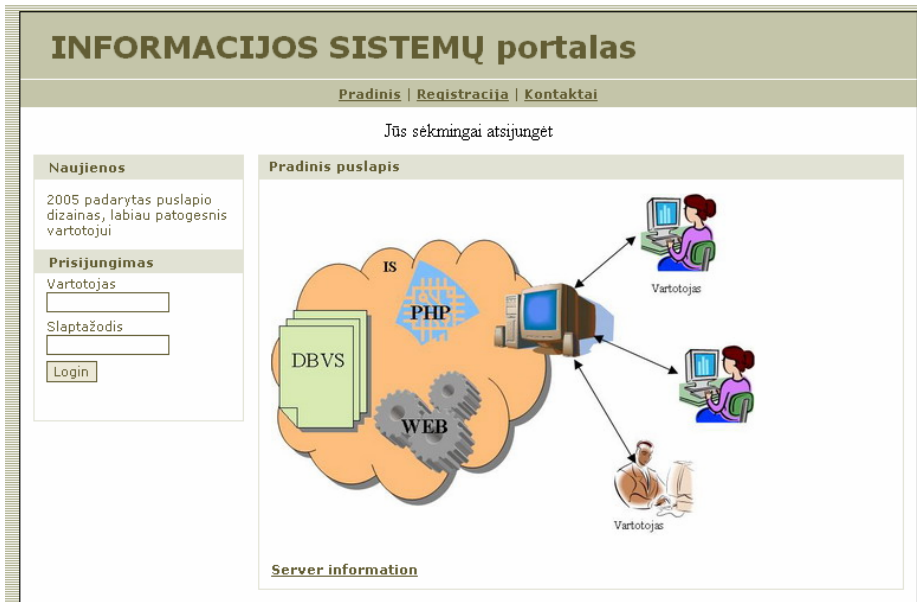 INFORMACIJOS SISTEMŲ portalas
Pradinis | Registracija | Kontaktai
Jūs sėkmingai atsijungėt
Naujienos
2005 padarytas puslapio
dizainas, labiau patogesnis
vartotojui
Prisijungimas
Vartotojas
Slaptažodis
Login
Pradinis puslapis
IS
PHP
DBVS
WEB
Vartotojas
Vartotojas
Server information